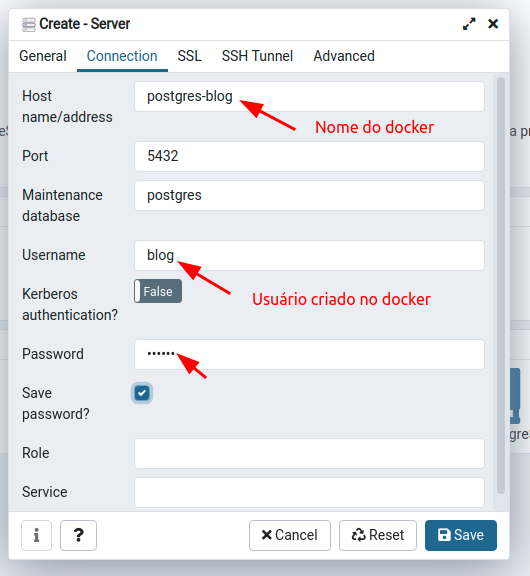 Create - Server
General Connection SSL SSH Tunnel Advanced
Host
name/address
postgres-blog
Nome do docker
Port
5432
Maintenance
database
postgres
Username
blog
Usuário criado no docker
Kerberos
authentication?
False
Password
••••••
Save
password?
Role
Service
i ? Cancel Reset Save
a pr
greS